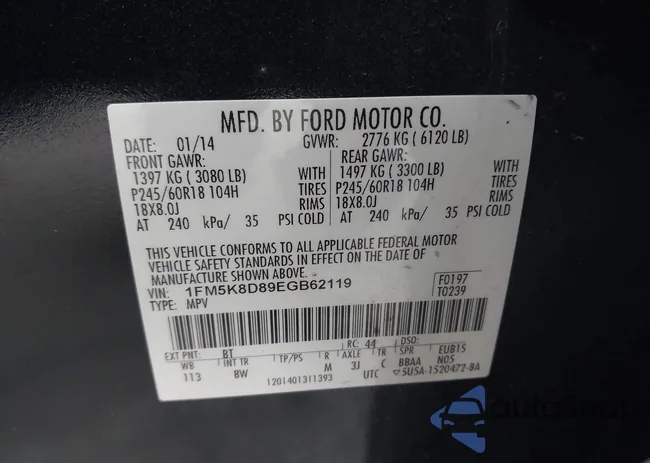 MFD. BY FORD MOTOR CO.
DATE: 01/14 GVWR: 2776 KG ( 6120 LB)
FRONT GAWR: REAR GAWR:
1397 KG ( 3080 LB) WITH 1497 KG ( 3300 LB) WITH
P245/60R18 104H TIRES P245/60R18 104H TIRES
18X8.0J RIMS 18X8.0J RIMS
AT 240 kPa/ 35 PSI COLD AT 240 kPa/ 35 PSI COLD
THIS VEHICLE CONFORMS TO ALL APPLICABLE FEDERAL MOTOR
VEHICLE SAFETY STANDARDS IN EFFECT ON THE DATE OF
MANUFACTURE SHOWN ABOVE.
VIN: 1FM5K8D89EGB62119 F0197
TYPE: MPV T0239
EXT PNT: BT RC: 44 DSO:
WB INT TR TP/PS R AXLE TR SPR EUB15
113 8W M 3J C BBAA N05
1201401311393 UTC ▽5U5A-1520472-BA